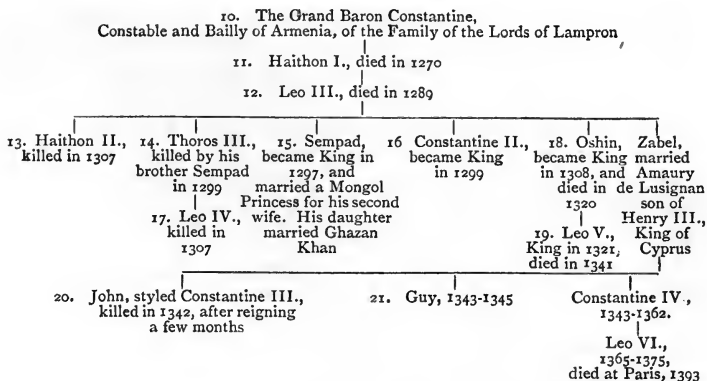 10. The Grand Baron Constantine,
Constable and Bailly of Armenia, of the Family of the Lords of Lampron
11. Haithon I., died in 1270
12. Leo III., died in 1289
13. Haithon II.,
killed in 1307
14. Thoros III.,
killed by his
brother Sempad
in 1299
17. Leo IV.,
killed in
1307
15. Sempad,
became King in
1297, and
married a Mongol
Princess for his second
wife. His daughter
married Ghazan
Khan
16 Constantine II.,
became King
in 1299
18. Oshin,
became King
in 1308, and
died in
1320
19. Leo V.,
King in 1321,
died in 1341
Zabel,
married
Amaury
de Lusignan
son of
Henry III.,
King of
Cyprus
20. John, styled Constantine III.,
killed in 1342, after reigning
a few months
21. Guy, 1343-1345
Constantine IV.,
1343-1362.
Leo VI.,
1365-1375,
died at Paris, 1393